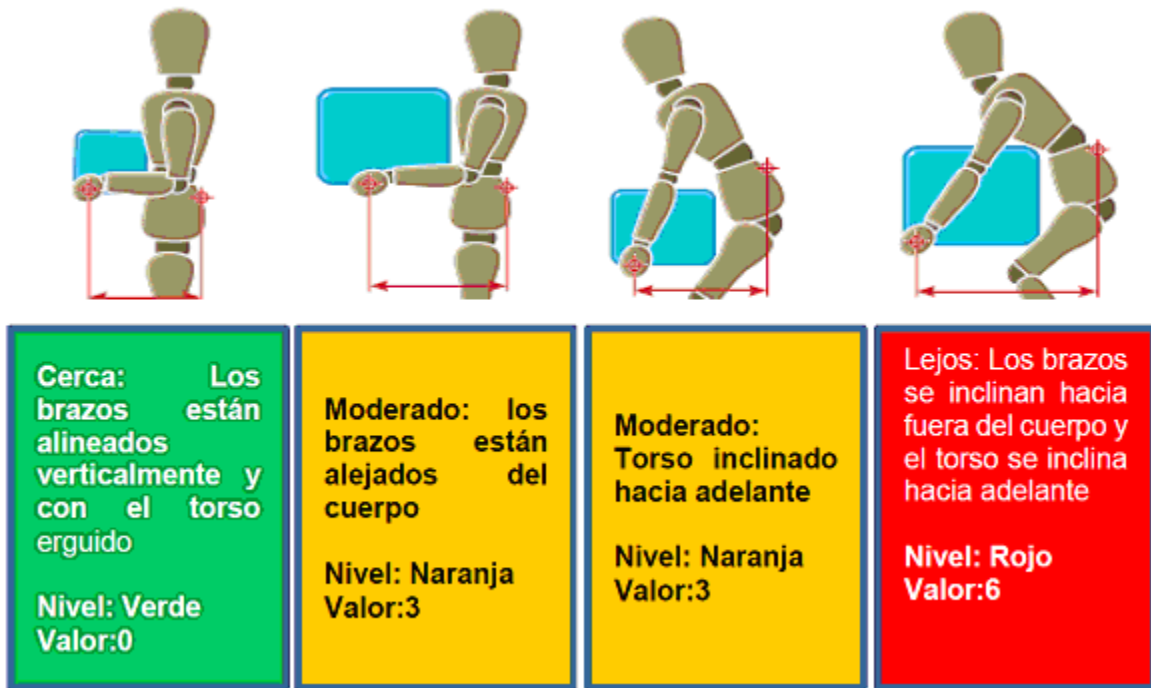 Cerca: Los
brazos están
alineados
verticalmente y
con el torso
erguido
Nivel: Verde
Valor:0
Moderado: los
brazos están
alejados del
cuerpo
Nivel: Naranja
Valor:3
Moderado:
Torso inclinado
hacia adelante
Nivel: Naranja
Valor:3
Lejos: Los brazos
se inclinan hacia
fuera del cuerpo y
el torso se inclina
hacia adelante
Nivel: Rojo
Valor:6